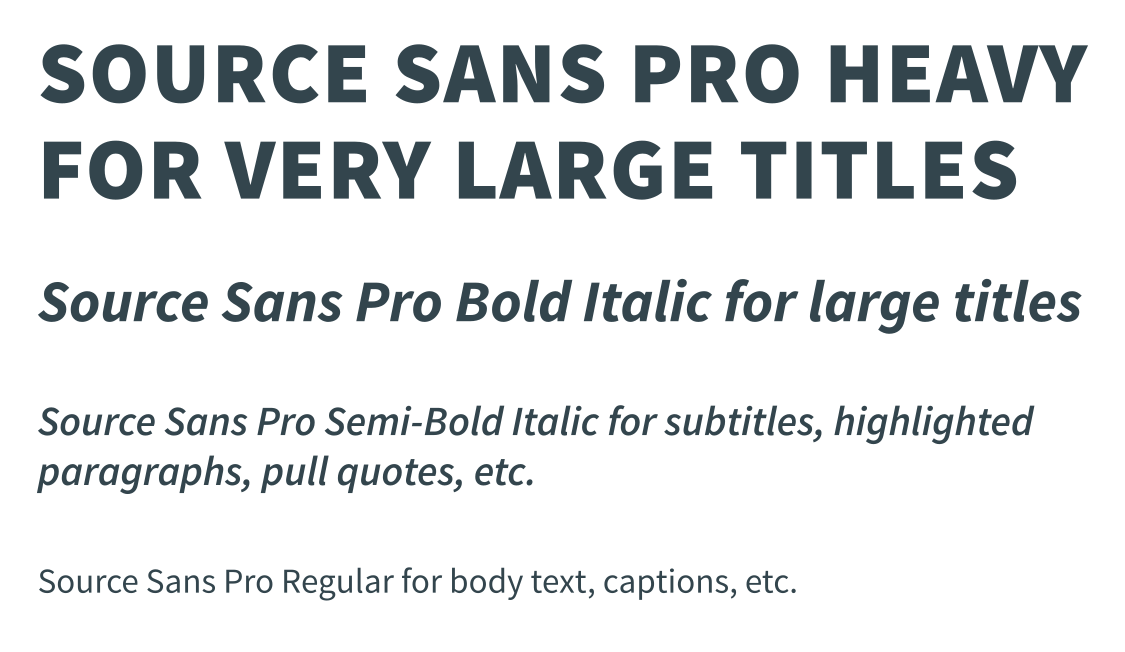 SOURCE SANS PRO HEAVY
FOR VERY LARGE TITLES
Source Sans Pro Bold Italic for large titles
Source Sans Pro Semi-Bold Italic for subtitles, highlighted
paragraphs, pull quotes, etc.
Source Sans Pro Regular for body text, captions, etc.